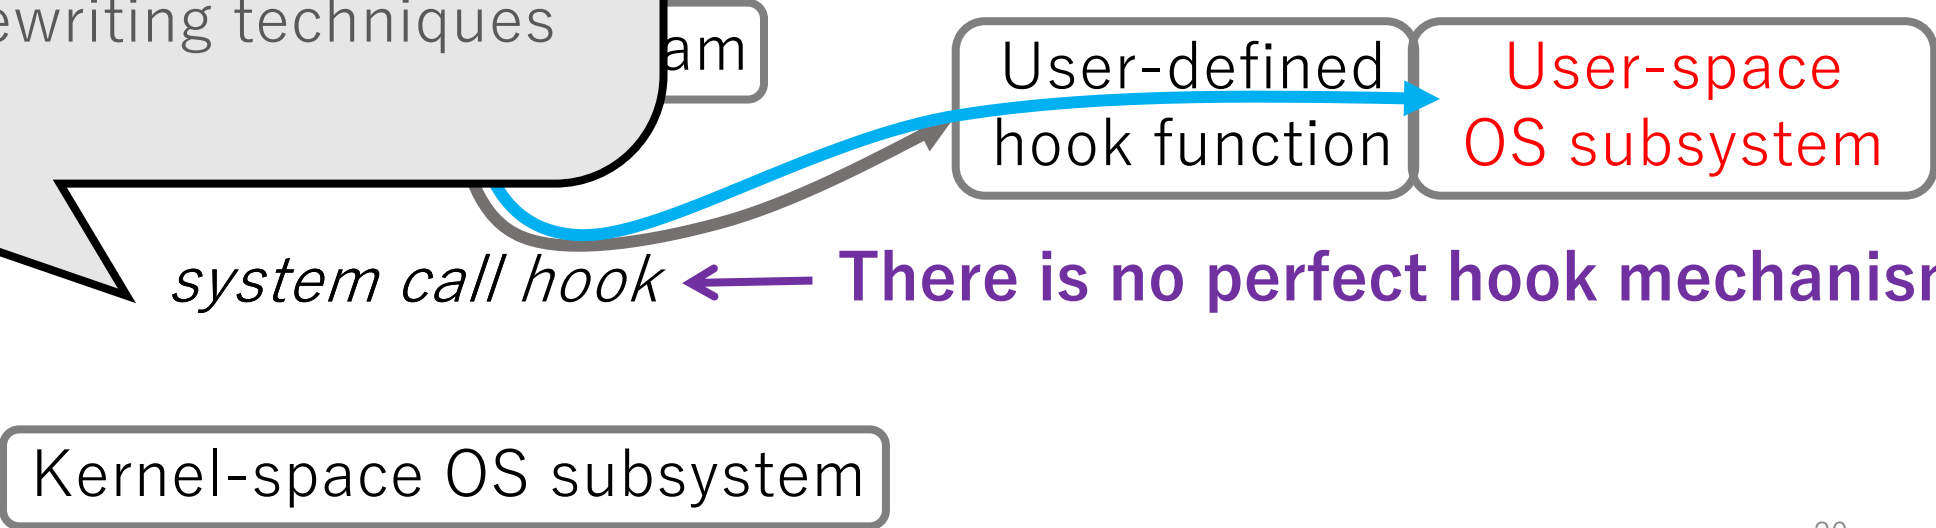 ewriting techniques
am
User-defined
hook function
User-space
OS subsystem
system call hook
There is no perfect hook mechanism
Kernel-space OS subsystem